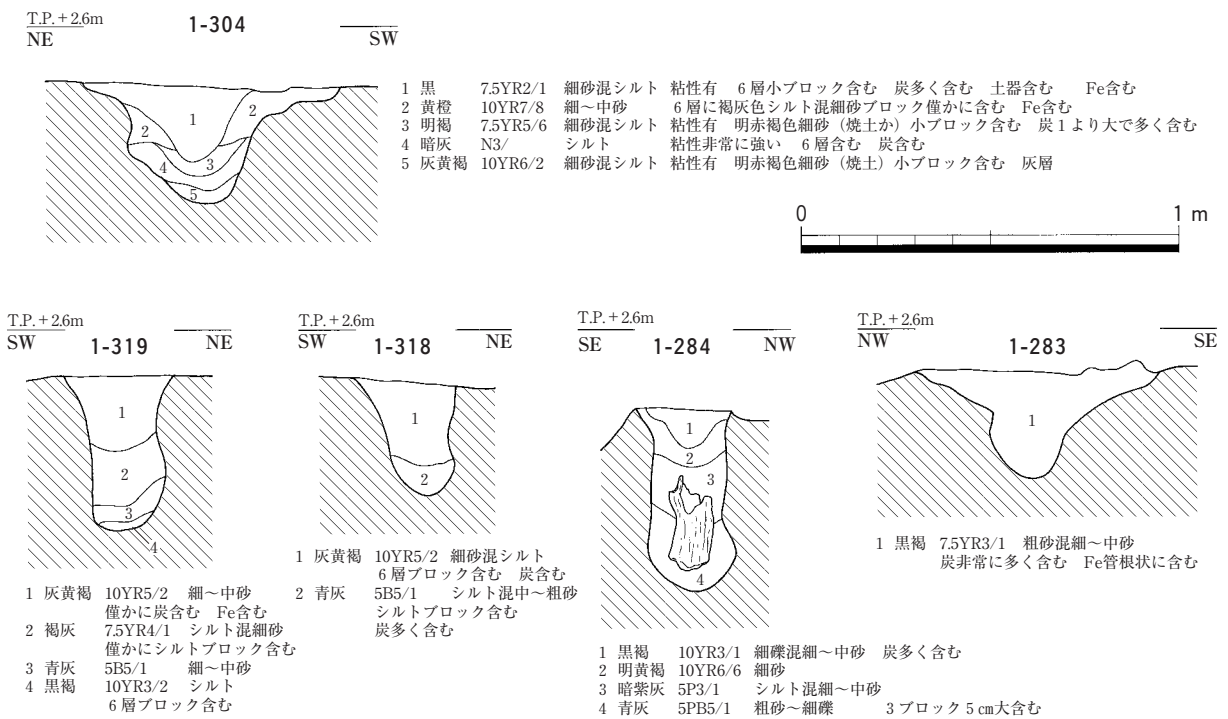 T.P.+2.6m
NE 1-304 SW
1 2 2 3 4 5
1 黒 7.5YR2/1 細砂混シルト 粘性有 6層小ブロック含む 炭多く含む 土器含む Fe含む
2 黄橙 10YR7/8 細～中砂 6層に褐灰色シルト混細砂ブロック僅かに含む Fe含む
3 明褐 7.5YR5/6 細砂混シルト 粘性有 明赤褐色細砂（焼土か）小ブロック含む 炭1より大で多く含む
4 暗灰 N3/ シルト 粘性非常に強い 6層含む 炭含む
5 灰黄褐 10YR6/2 細砂混シルト 粘性有 明赤褐色細砂（焼土）小ブロック含む 灰層
0 1 m
T.P.+2.6m
SW 1-319 NE
1
2
3
4
1 灰黄褐 10YR5/2 細～中砂
僅かに炭含む Fe含む
2 褐灰 7.5YR4/1 シルト混細砂
僅かにシルトブロック含む
3 青灰 5B5/1 細～中砂
4 黒褐 10YR3/2 シルト
6層ブロック含む
T.P.+2.6m
SW 1-318 NE
1
2
1 灰黄褐 10YR5/2 細砂混シルト
6層ブロック含む 炭含む
2 青灰 5B5/1 シルト混中～粗砂
シルトブロック含む
炭多く含む
T.P.+2.6m
SE 1-284 NW
1
2
3
4
1 黒褐 10YR3/1 細礫混細～中砂 炭多く含む
2 明黄褐 10YR6/6 細砂
3 暗紫灰 5P3/1 シルト混細～中砂
4 青灰 5PB5/1 粗砂～細礫 3ブロック5㎝大含む
T.P.+2.6m
NW 1-283 SE
1
1 黒褐 7.5YR3/1 粗砂混細～中砂
炭非常に多く含む Fe管根状に含む